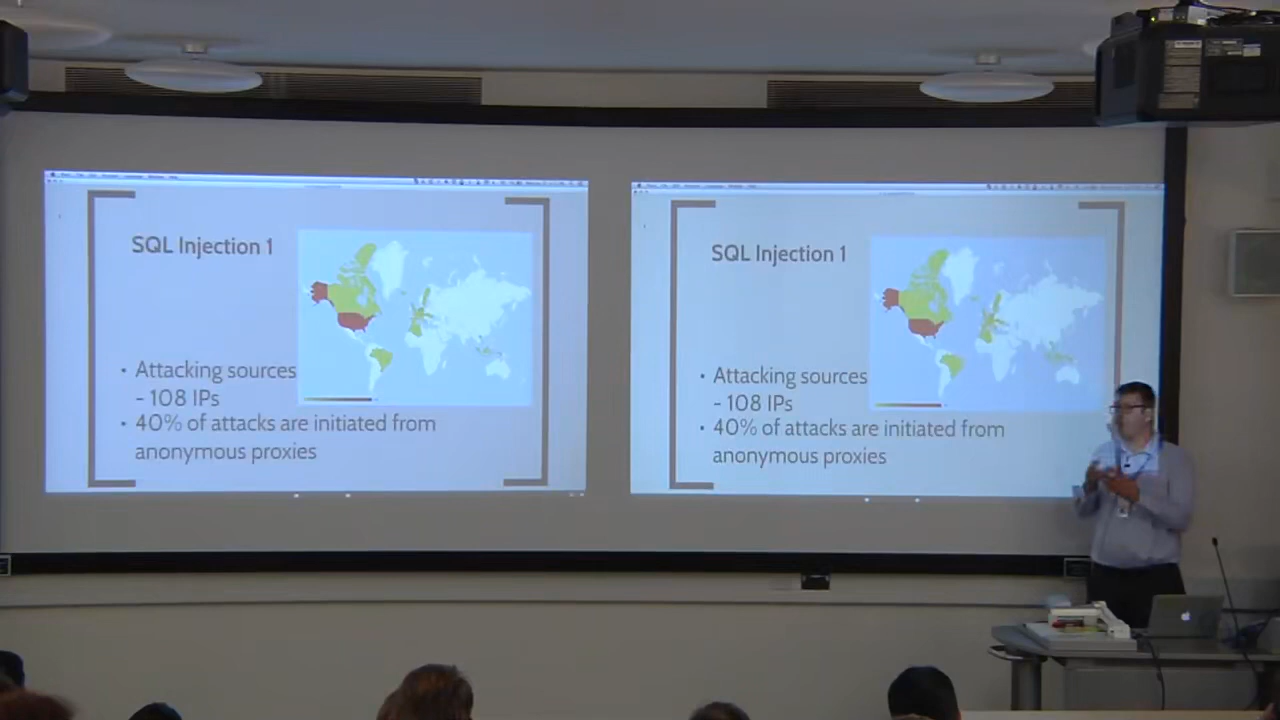 SQL Injection 1
• Attacking sources
- 108 IPs
• 40% of attacks are initiated from
anonymous proxies
SQL Injection 1
• Attacking sources
- 108 IPs
• 40% of attacks are initiated from
anonymous proxies